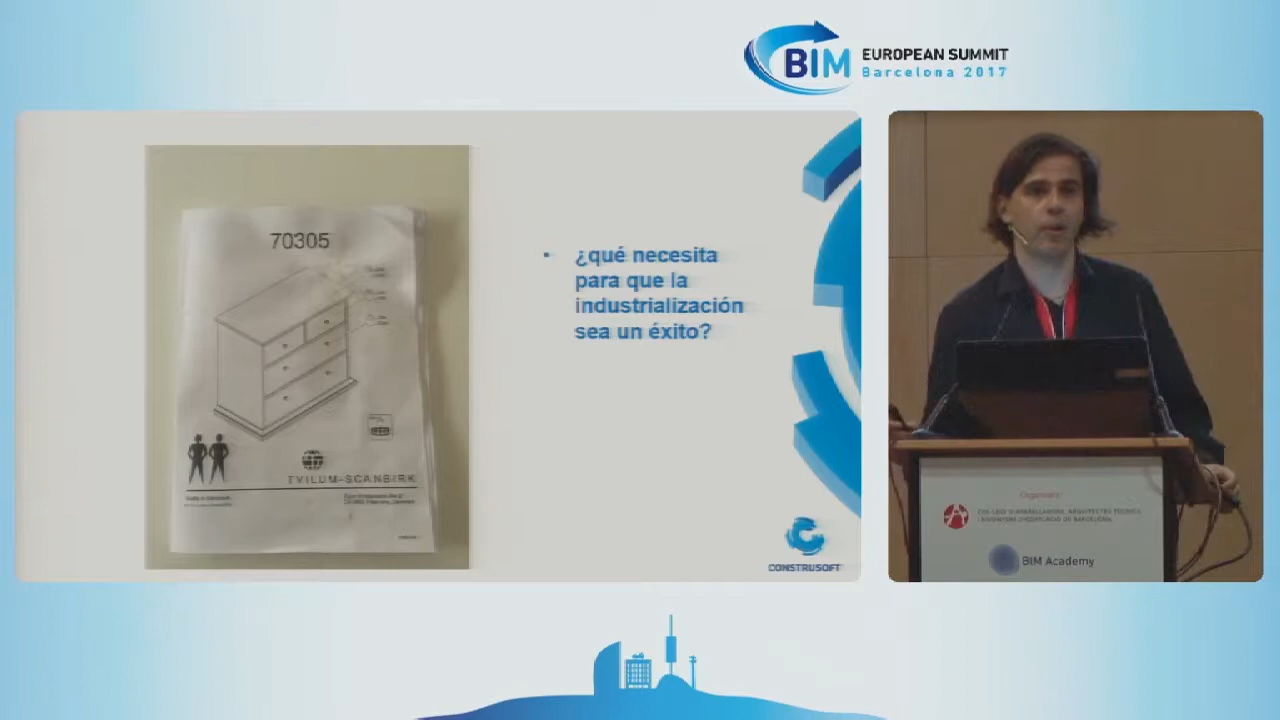 BIM
EUROPEAN SUMMIT
Barcelona 2017
70305
TVILUM-SCANBIRK
• ¿qué necesita
para que la
industrialización
sea un éxito?
CONSTRUSOFT
BIM Academy